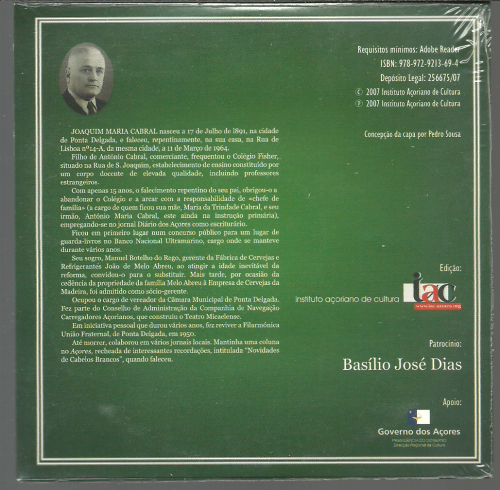 JOAQUIM MARIA CABRAL nasceu a 17 de Julho de 1891, na cidade
de Ponta Delgada, e faleceu, repentinamente, na sua casa, na Rua de
Lisboa nº14-A, da mesma cidade, a 11 de Março de 1964.
Filho de António Cabral, comerciante, frequentou o Colégio Fisher,
situado na Rua de S. Joaquim, estabelecimento de ensino constituído por
um corpo docente de elevada qualidade, incluindo professores
estrangeiros.
Com apenas 15 anos, o falecimento repentino do seu pai, obrigou-o a
abandonar o Colégio e a arcar com a responsabilidade de «chefe de
família» (a cargo de quem ficou sua mãe, Maria da Trindade Cabral, e seu
irmão, António Maria Cabral, este ainda na instrução primária),
empregando-se no jornal Diário dos Açores como escriturário.
Ficou em primeiro lugar num concurso público para um lugar de
guarda-livros no Banco Nacional Ultramarino, cargo onde se manteve
durante vários anos.
Seu sogro, Manuel Botelho do Rego, gerente da Fábrica de Cervejas e
Refrigerantes João de Melo Abreu, ao atingir a idade inevitável da
reforma, convidou-o para o substituir. Mais tarde, por ocasião da
cedência da propriedade da família Melo Abreu à Empresa de Cervejas da
Madeira, foi admitido como sócio-gerente.
Ocupou o cargo de vereador da Câmara Municipal de Ponta Delgada.
Fez parte do Conselho de Administração da Companhia de Navegação
Carregadores Açorianos, que construiu o Teatro Micaelense.
Em iniciativa pessoal que durou vários anos, fez reviver a Filarmónica
União Fraternal, de Ponta Delgada, em 1950.
Até morrer, colaborou em vários jornais locais. Mantinha uma coluna
no Açores, recheada de interessantes recordações, intitulada "Novidades
de Cabelos Brancos", quando faleceu.
Requisitos mínimos: Adobe Reader
ISBN: 978-972-9213-69-4
Depósito Legal: 256675/07
© 2007 Instituto Açoriano de Cultura
℗ 2007 Instituto Açoriano de Cultura
Concepção da capa por Pedro Sousa
Edição:
instituto açoriano de cultura
iac
www.iac-azores.org
Patrocínio:
Basílio José Dias
Apoio:
Governo dos Açores
PRESIDÊNCIA DO GOVERNO
Direcção Regional da Cultura